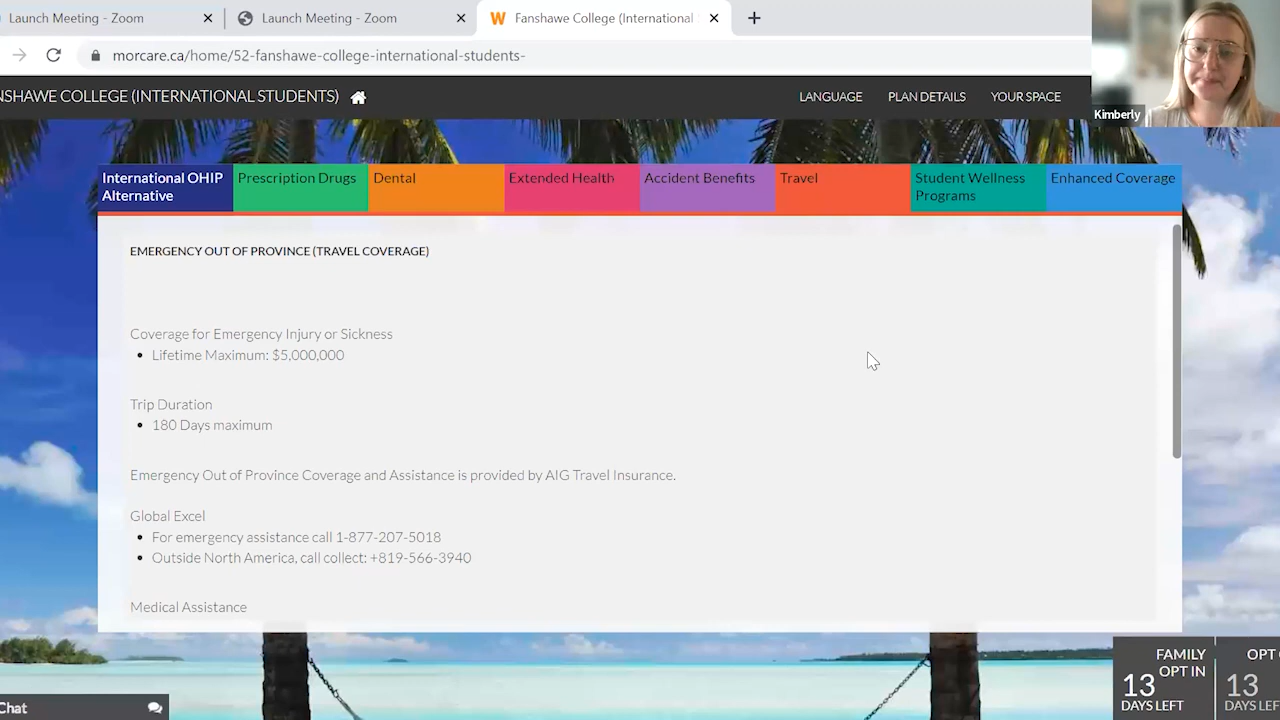 Launch Meeting - Zoom
Launch Meeting - Zoom
Fanshawe College (International
morcare.ca/home/52-fanshawe-college-international-students-
NSHAWE COLLEGE (INTERNATIONAL STUDENTS)
LANGUAGE
PLAN DETAILS
YOUR SPACE
Kimberly
International OHIP
Alternative
Prescription Drugs
Dental
Extended Health
Accident Benefits
Travel
Student Wellness
Programs
Enhanced Coverage
EMERGENCY OUT OF PROVINCE (TRAVEL COVERAGE)
Coverage for Emergency Injury or Sickness
• Lifetime Maximum: $5,000,000
Trip Duration
• 180 Days maximum
Emergency Out of Province Coverage and Assistance is provided by AIG Travel Insurance.
Global Excel
• For emergency assistance call 1-877-207-5018
• Outside North America, call collect: +819-566-3940
Medical Assistance
FAMILY
OPT IN
13
DAYS LEFT
OPT
13
DAYS LEF
Chat